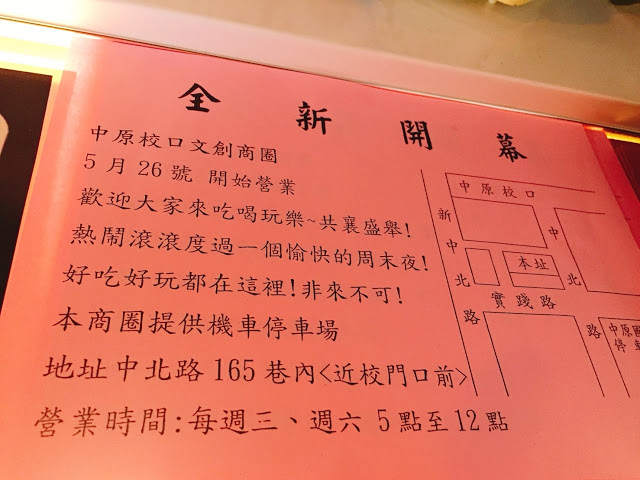 全新開幕
中原校口文創商圈
5月26號 開始營業
歡迎大家來吃喝玩樂~共襄盛舉!
熱鬧滾滾度過一個愉快的周末夜!
好吃好玩都在這裡!非來不可!
本商圈提供機車停車場
地址中北路165巷內<近校門口前>
營業時間:每週三、週六 5點至12點
中原校口
新中北路
本址
中北路
實踐路
中原國
停車